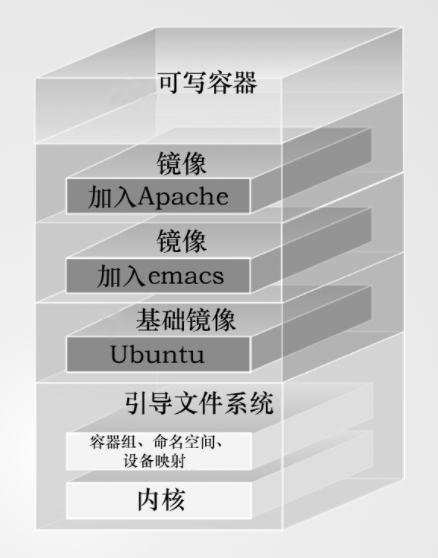 可写容器
镜像
加入Apache
镜像
加入emacs
基础镜像
Ubuntu
引导文件系统
容器组、命名空间、
设备映射
内核